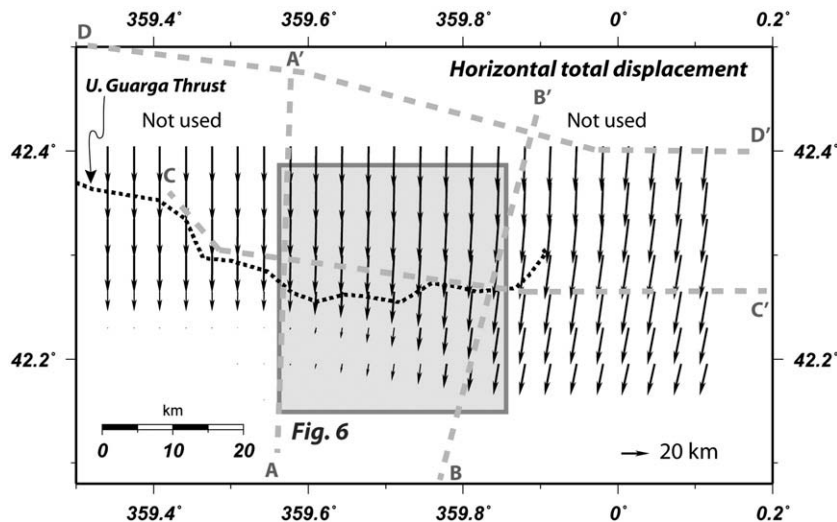 359.4˚ 359.6˚ 359.8˚ 0˚ 0.2˚
D
A'
Horizontal total displacement
U. Guarga Thrust
B'
Not used
Not used
42.4˚
42.4˚
D'
C
C'
42.2˚
42.2˚
km
0 10 20
Fig. 6
20 km
A
B
359.4˚ 359.6˚ 359.8˚ 0˚ 0.2˚